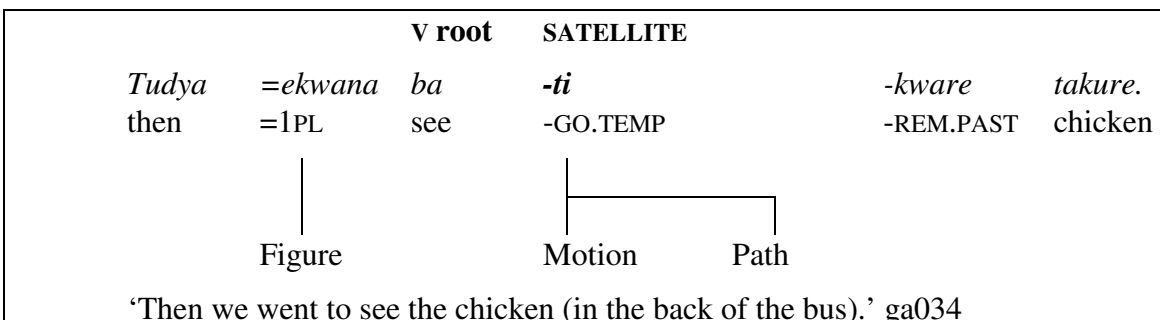 V root SATELLITE
Tudya =ekwana ba -ti -kware takure.
then =1PL see -GO.TEMP -REM.PAST chicken
Figure Motion Path
‘Then we went to see the chicken (in the back of the bus).’ ga034